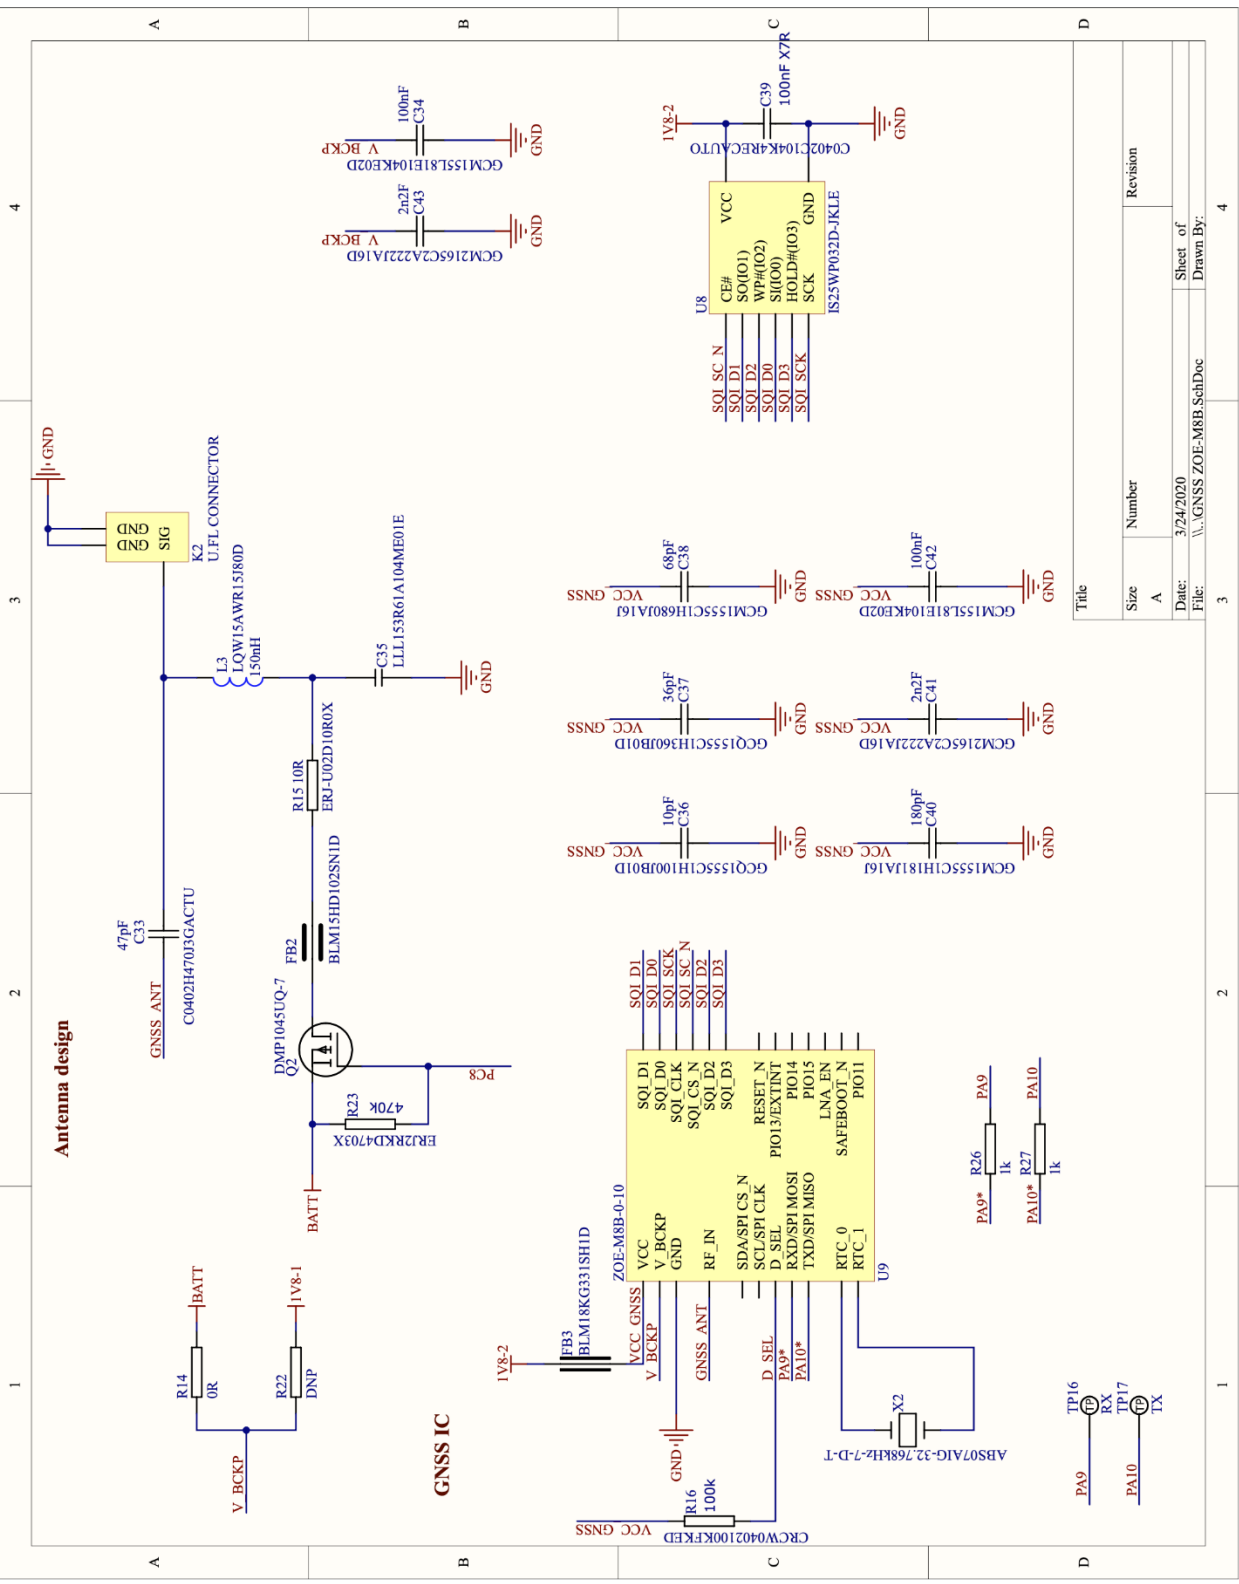 1
2
3
4
A
B
C
D
Antenna design
R14
0R
BATT
R22
DNP
1V8-1
V_BCKP
BATT
R23
470k
ERJ2RKD4703X
PC8
DMP1045UQ-7
Q2
FB2
BLM15HD102SN1D
R15 10R
ERJ-U02D10R0X
GNSS_ANT
47pF
C33
C0402H470J3GACTU
L3
LQW15AWR15J80D
150nH
C35
LLL153R61A104ME01E
GND
GND
GND
GND
SIG
K2
U.FL CONNECTOR
V_BCKP
2n2F
C43
GCM2165C2A222JA16D
GND
V_BCKP
100nF
C34
GCM155L81E104KE02D
GND
GNSS IC
1V8-2
FB3
BLM18KG331SH1D
ZOE-M8B-0-10
U9
VCC_GNSS
V_BCKP
GND
GNSS_ANT
D_SEL
PA9*
PA10*
VCC
V_BCKP
GND
RF_IN
SDA/SPI CS_N
SCL/SPI CLK
D_SEL
RXD/SPI MOSI
TXD/SPI MISO
RTC_0
RTC_1
SQI_D1
SQI_D0
SQI_CLK
SQI_CS_N
SQI_D2
SQI_D3
RESET_N
PIO13/EXTINT
PIO14
PIO15
LNA_EN
SAFEBOOT_N
PIO11
SQI_D1
SQI_D0
SQI_SCK
SQI_SC_N
SQI_D2
SQI_D3
VCC_GNSS
R16
100k
CRCW0402100KFKED
X2
ABS07AIG-32.768kHz-7-D-T
VCC_GNSS
10pF
C36
GCQ1555C1H100JB01D
GND
VCC_GNSS
36pF
C37
GCQ1555C1H360JB01D
GND
VCC_GNSS
68pF
C38
GCM1555C1H680JA16J
GND
VCC_GNSS
180pF
C40
GCM1555C1H181JA16J
GND
VCC_GNSS
2n2F
C41
GCM2165C2A222JA16D
GND
VCC_GNSS
100nF
C42
GCM155L81E104KE02D
GND
U8
IS25WP032D-JKLE
SQI_SC_N
SQI_D1
SQI_D2
SQI_D0
SQI_D3
SQI_SCK
CE#
SO(IO1)
WP#(IO2)
SI(IO0)
HOLD#(IO3)
SCK
VCC
GND
1V8-2
C39
100nF X7R
C0402C104K4RECAUTO
GND
PA9*
R26
1k
PA9
PA10*
R27
1k
PA10
PA9
TP16
TP
RX
PA10
TP17
TP
TX
Title
Size
A
Number
Revision
Date:
3/24/2020
Sheet of
File:
\\..\GNSS ZOE-M8B.SchDoc
Drawn By:
1
2
3
4
A
B
C
D